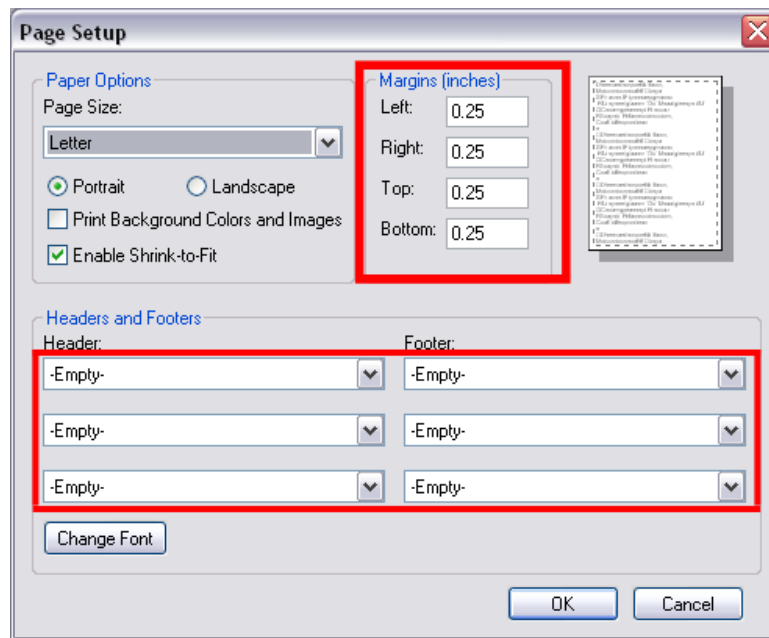 Page Setup
Paper Options
Page Size:
Letter
Portrait Landscape
Print Background Colors and Images
Enable Shrink-to-Fit
Margins (inches)
Left: 0.25
Right: 0.25
Top: 0.25
Bottom: 0.25
Headers and Footers
Header: Footer:
-Empty- -Empty-
-Empty- -Empty-
-Empty- -Empty-
Change Font
OK Cancel